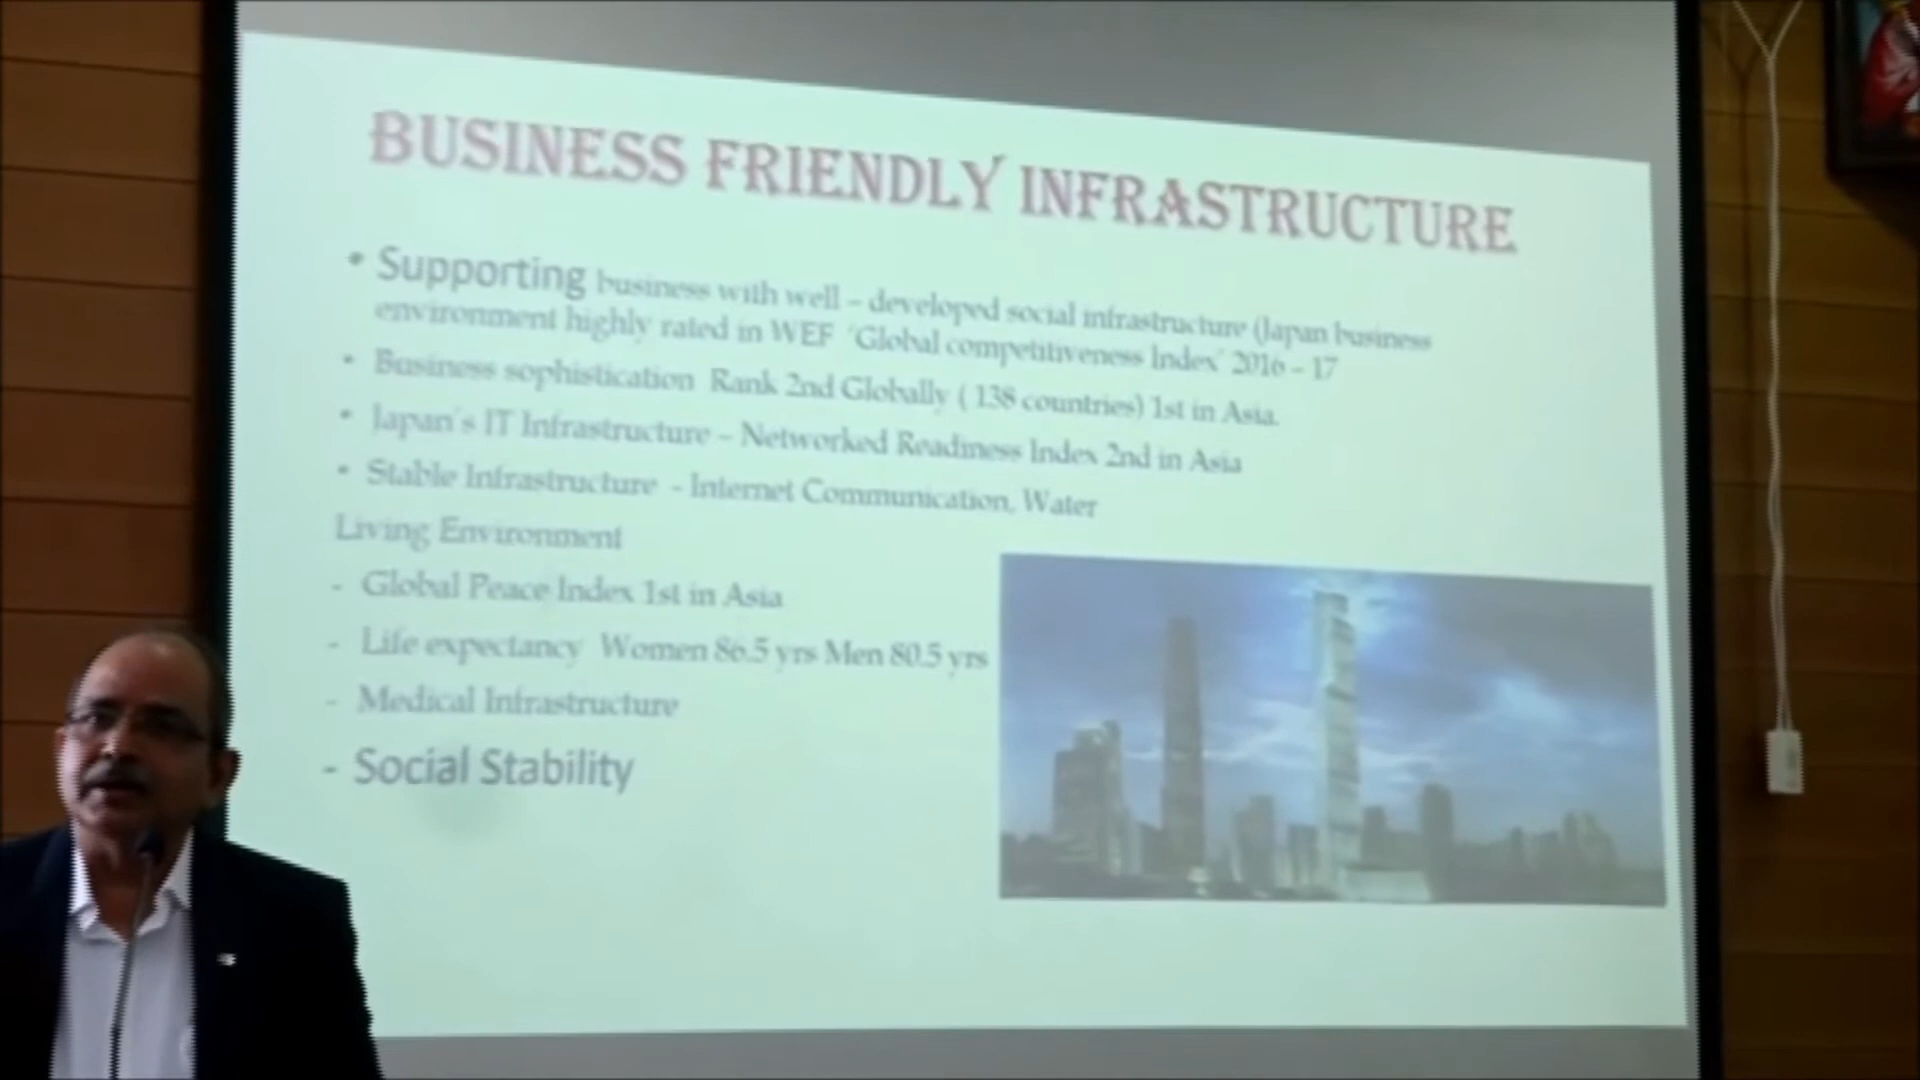 BUSINESS FRIENDLY INFRASTRUCTURE
• Supporting business with well – developed social infrastructure (Japan business
environment highly rated in WEF 'Global competitiveness Index' 2016 – 17
• Business sophistication Rank 2nd Globally ( 138 countries) 1st in Asia.
• Japan's IT Infrastructure – Networked Readiness Index 2nd in Asia
• Stable Infrastructure - Internet Communication, Water
Living Environment
- Global Peace Index 1st in Asia
- Life expectancy Women 86.5 yrs Men 80.5 yrs
- Medical Infrastructure
- Social Stability